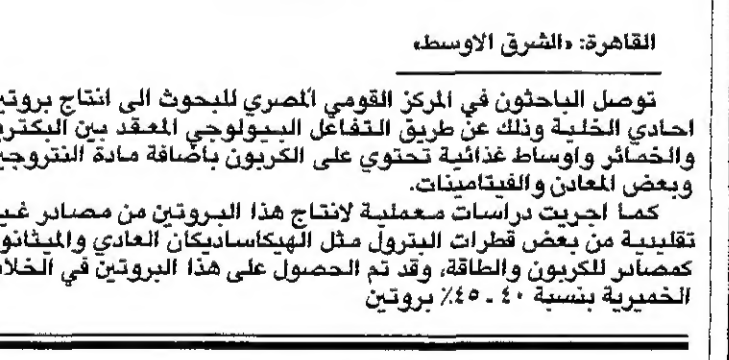 القاهرة: «الشرق الاوسط»
توصل الباحثون في المركز القومي المصري للبحوث الى انتاج بروتين
احادي الخلية وذلك عن طريق التفاعل البيولوجي المعقد بين البكتريا
والخمائر واوساط غذائية تحتوي على الكربون باضافة مادة النتروجين
وبعض المعادن والفيتامينات.
كما اجريت دراسات معملية لانتاج هذا البروتين من مصادر غير
تقليدية من بعض قطرات البترول مثل الهيكاساديكان العادي والميثانول
كمصادر للكربون والطاقة، وقد تم الحصول على هذا البروتين في الخلايا
الخميرية بنسبة ٤٠ ـ ٤٥٪ بروتين